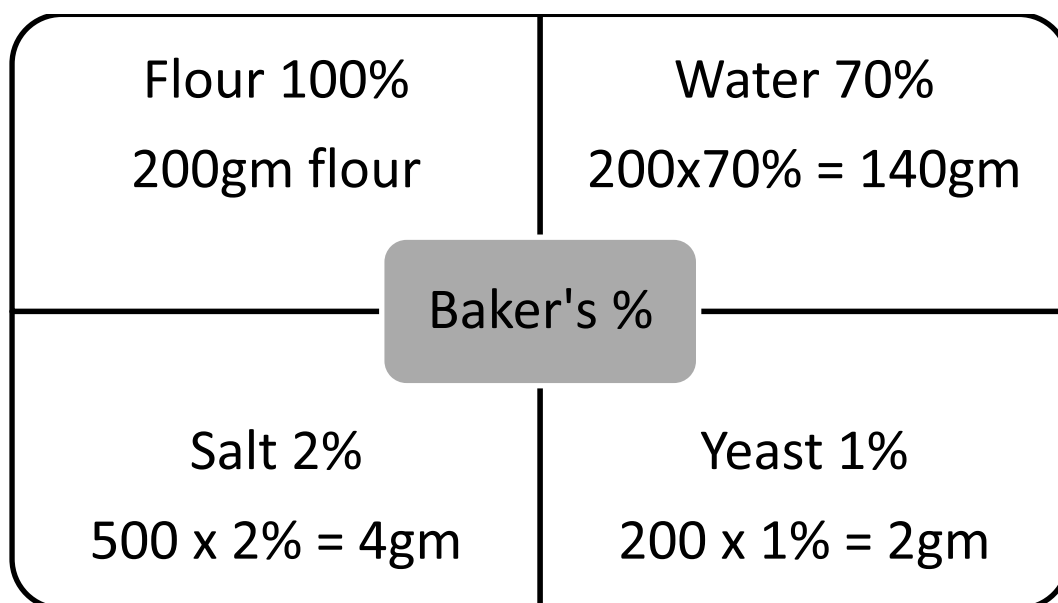 Flour 100%
200gm flour
Water 70%
200x70% = 140gm
Baker's %
Salt 2%
500 x 2% = 4gm
Yeast 1%
200 x 1% = 2gm